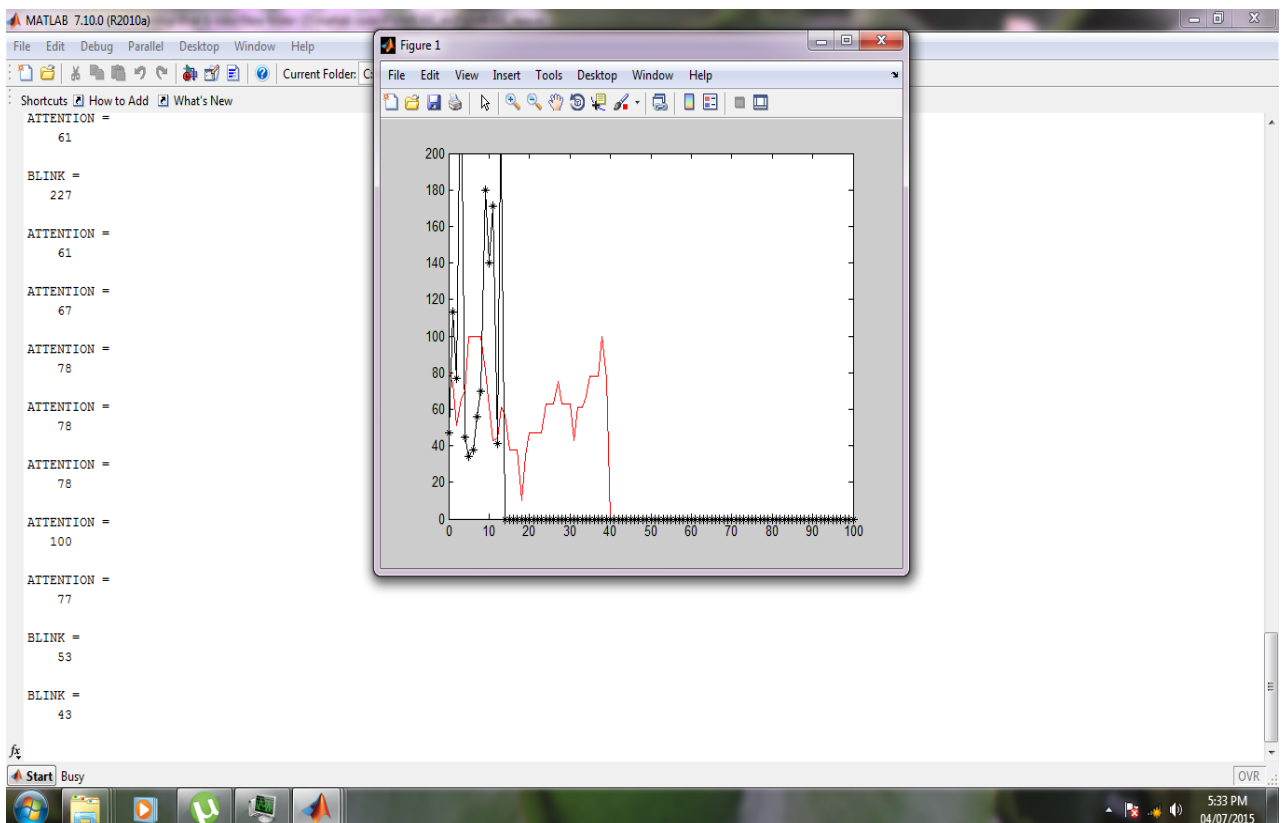 MATLAB 7.10.0 (R2010a)
File Edit Debug Parallel Desktop Window Help
Current Folder: C:
Shortcuts How to Add What's New
ATTENTION =
61
BLINK =
227
ATTENTION =
61
ATTENTION =
67
ATTENTION =
78
ATTENTION =
78
ATTENTION =
78
ATTENTION =
100
ATTENTION =
77
BLINK =
53
BLINK =
43
fx
Figure 1
File Edit View Insert Tools Desktop Window Help
200
180
160
140
120
100
80
60
40
20
0
0 10 20 30 40 50 60 70 80 90 100
Start Busy
OVR
5:33 PM
04/07/2015